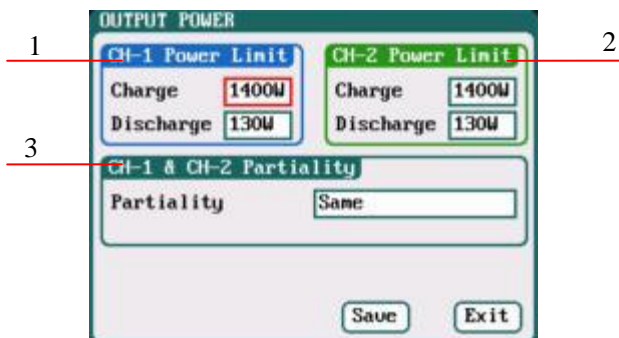 OUTPUT POWER
1
2
CH-1 Power Limit
CH-2 Power Limit
Charge 1400W
Charge 1400W
Discharge 130W
Discharge 130W
3
CH-1 & CH-2 Partiality
Partiality Same
Save Exit